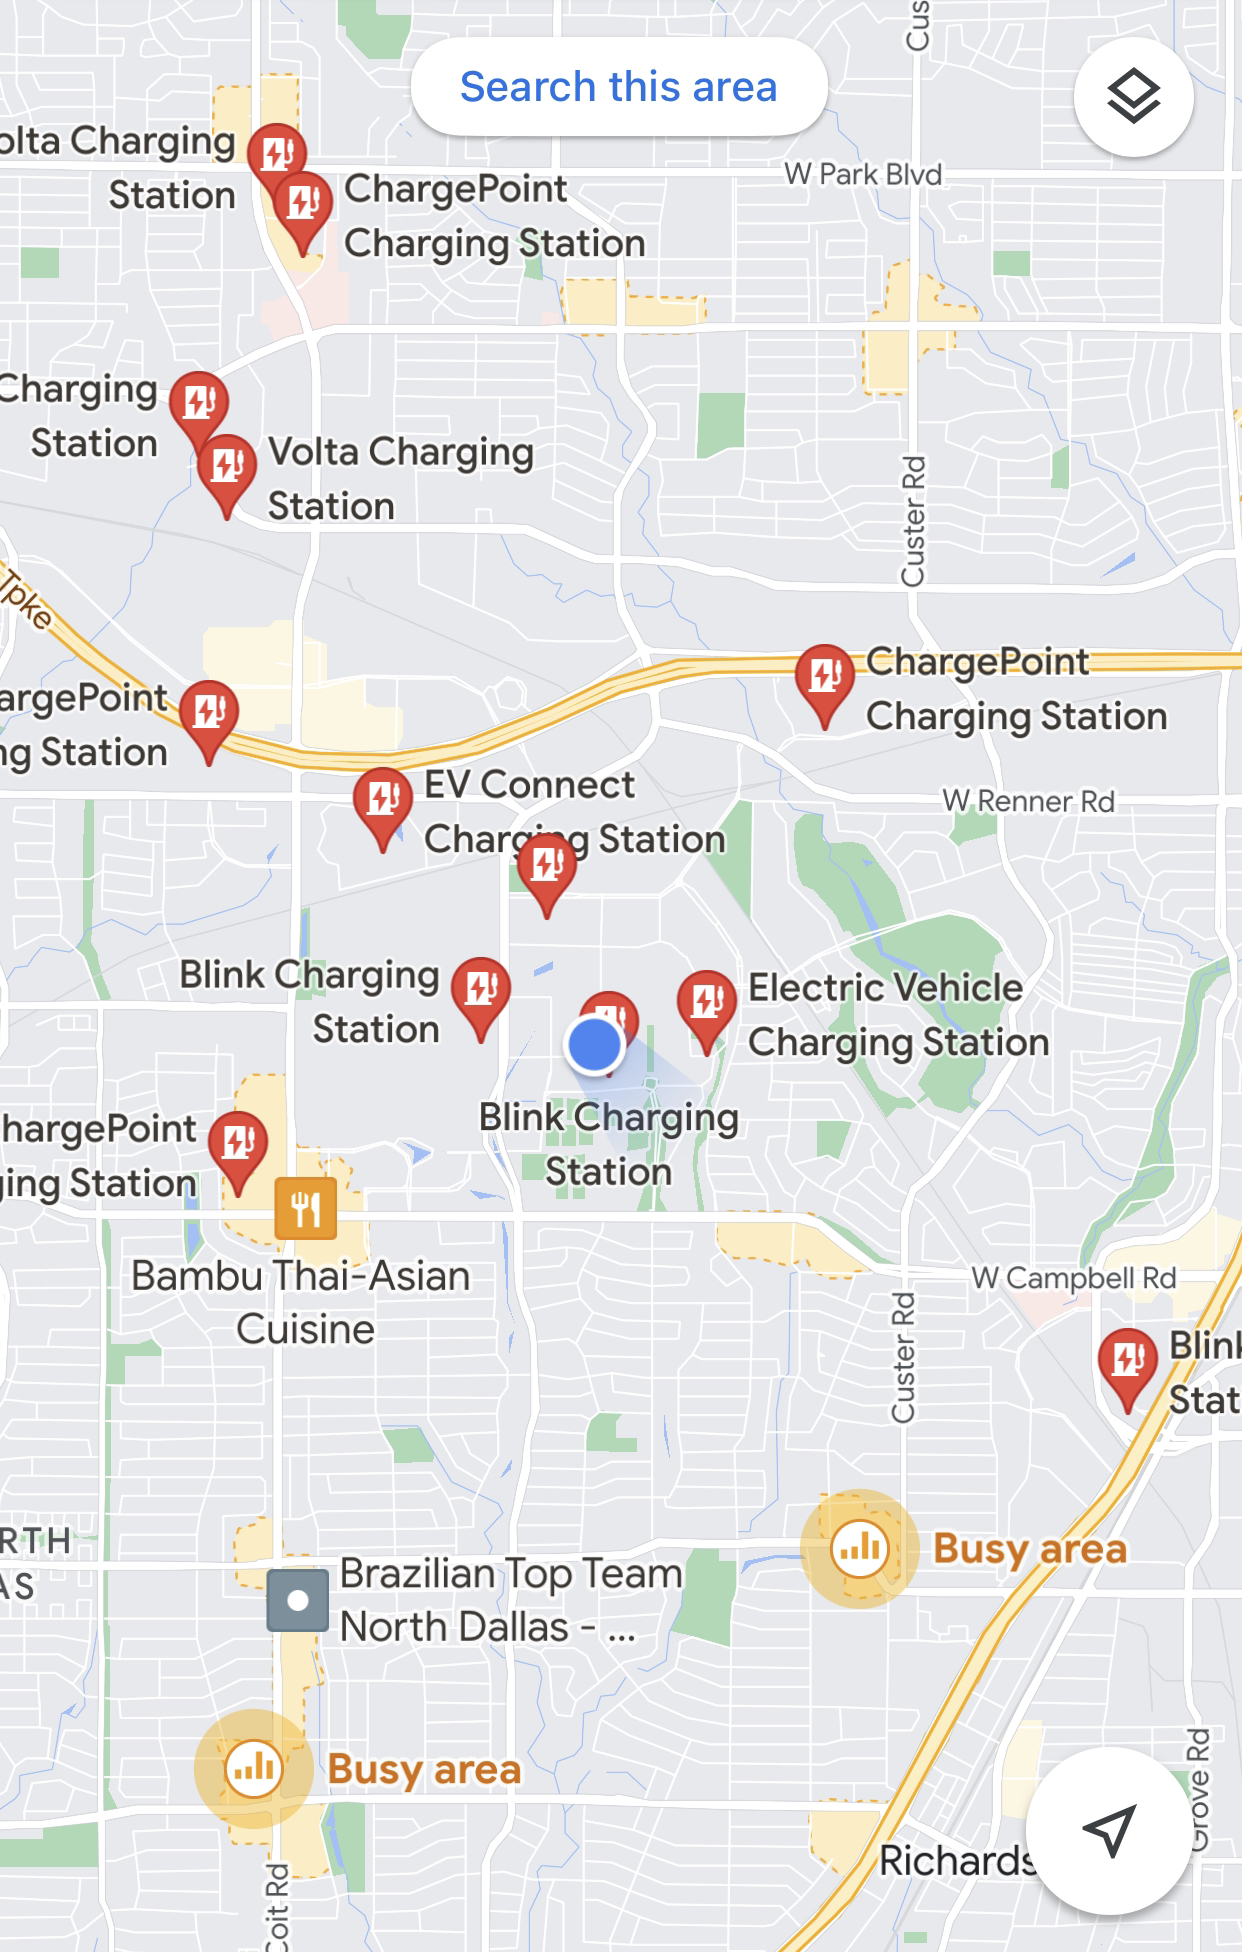 Cus
Search this area
olta Charging
Station
W Park Blvd
ChargePoint
Charging Station
Charging
Station
Volta Charging
Station
Custer Rd
Tpke
ChargePoint
Charging Station
argePoint
ng Station
EV Connect
Charging Station
W Renner Rd
Blink Charging
Station
Electric Vehicle
Charging Station
Blink Charging
Station
hargePoint
ging Station
Bambu Thai-Asian
Cuisine
W Campbell Rd
Custer Rd
Blink
Stat
RTH
AS
Busy area
Brazilian Top Team
North Dallas - ...
Busy area
Grove Rd
Richards
Coit Rd